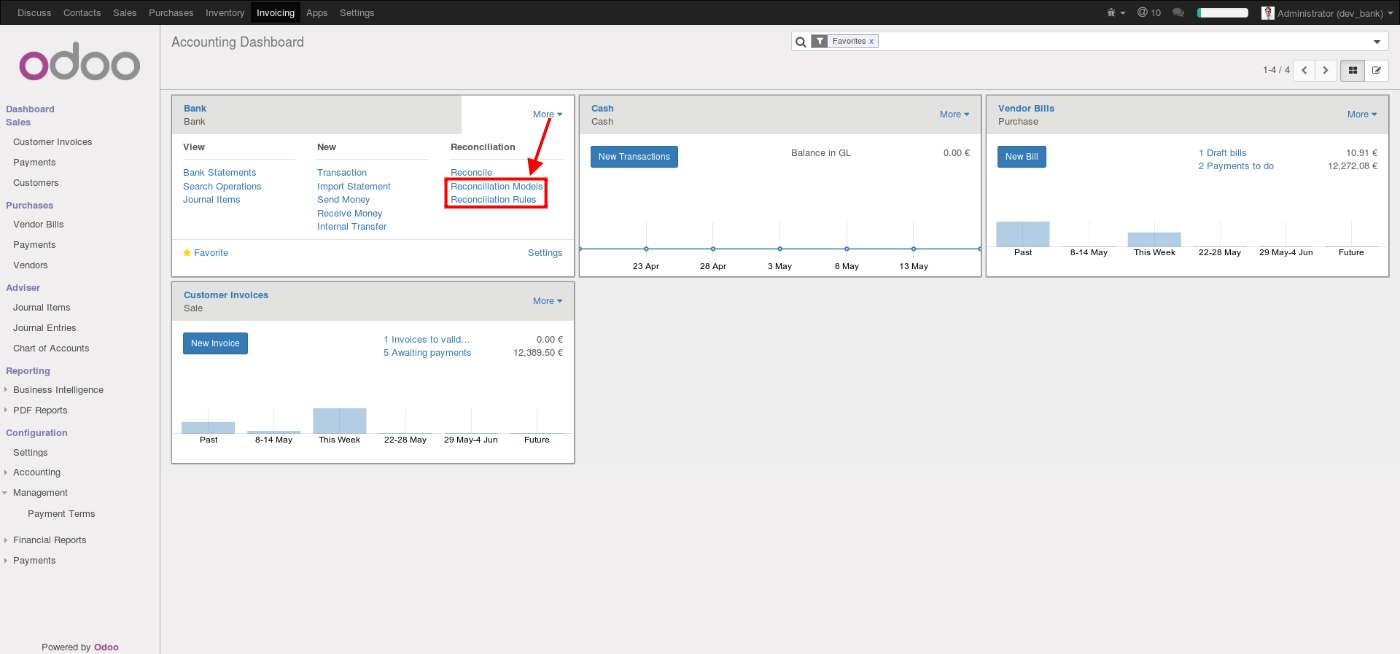 Discuss Contacts Sales Purchases Inventory Invoicing Apps Settings @ 10 Administrator (dev_bank)
odoo
Accounting Dashboard
Favorites x
1-4 / 4
Dashboard
Sales
Customer Invoices
Payments
Customers
Purchases
Vendor Bills
Payments
Vendors
Adviser
Journal Items
Journal Entries
Chart of Accounts
Reporting
Business Intelligence
PDF Reports
Configuration
Settings
Accounting
Management
Payment Terms
Financial Reports
Payments
Powered by Odoo
Bank
Bank
More
View
Bank Statements
Search Operations
Journal Items
New
Transaction
Import Statement
Send Money
Receive Money
Internal Transfer
Reconciliation
Reconcile
Reconciliation Models
Reconciliation Rules
Favorite
Settings
Cash
Cash
More
New Transactions
Balance in GL 0.00 €
23 Apr 28 Apr 3 May 8 May 13 May
Vendor Bills
Purchase
More
New Bill
1 Draft bills 10.91 €
2 Payments to do 12,272.08 €
Past 8-14 May This Week 22-28 May 29 May-4 Jun Future
Customer Invoices
Sale
More
New Invoice
1 Invoices to valid... 0.00 €
5 Awaiting payments 12,389.50 €
Past 8-14 May This Week 22-28 May 29 May-4 Jun Future